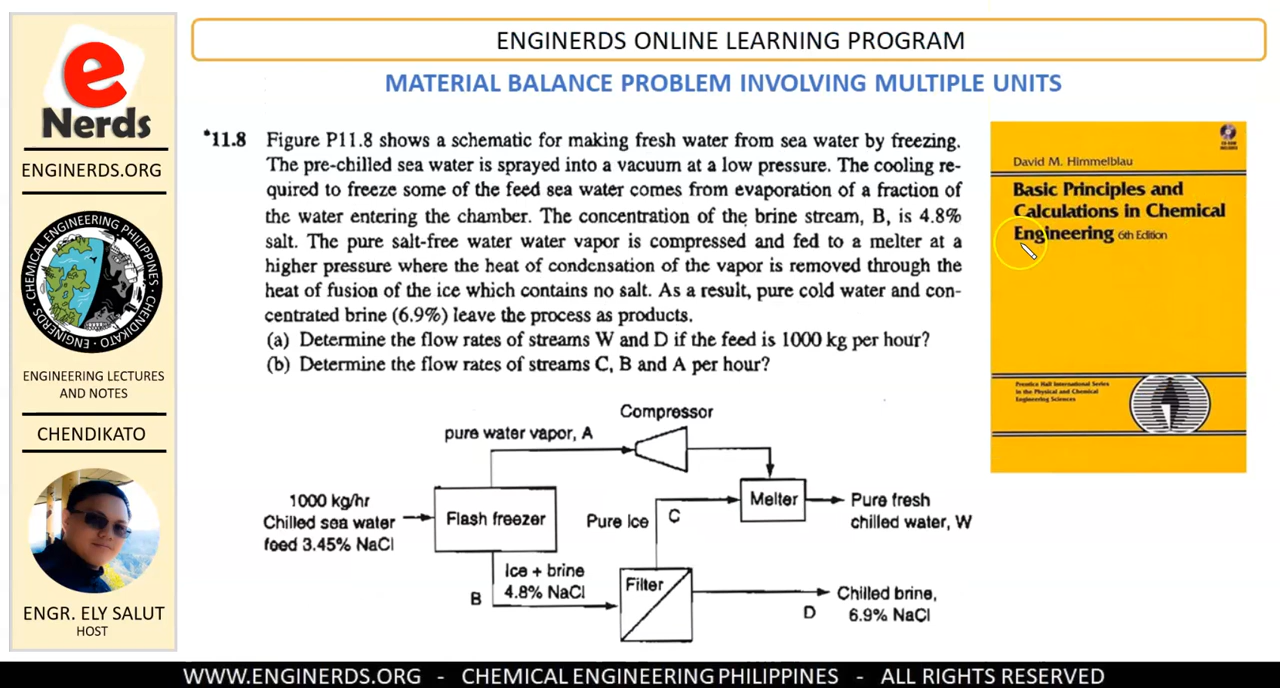 e
Nerds
ENGINERDS.ORG
CHEMICAL ENGINEERING PHILIPPINES
· CHENDIKATO · ENGINERDS ·
ENGINEERING LECTURES
AND NOTES
CHENDIKATO
ENGR. ELY SALUT
HOST
ENGINERDS ONLINE LEARNING PROGRAM
MATERIAL BALANCE PROBLEM INVOLVING MULTIPLE UNITS
*11.8 Figure P11.8 shows a schematic for making fresh water from sea water by freezing.
The pre-chilled sea water is sprayed into a vacuum at a low pressure. The cooling re-
quired to freeze some of the feed sea water comes from evaporation of a fraction of
the water entering the chamber. The concentration of the brine stream, B, is 4.8%
salt. The pure salt-free water water vapor is compressed and fed to a melter at a
higher pressure where the heat of condensation of the vapor is removed through the
heat of fusion of the ice which contains no salt. As a result, pure cold water and con-
centrated brine (6.9%) leave the process as products.
(a) Determine the flow rates of streams W and D if the feed is 1000 kg per hour?
(b) Determine the flow rates of streams C, B and A per hour?
Compressor
pure water vapor, A
1000 kg/hr
Chilled sea water
feed 3.45% NaCl
Flash freezer
Pure Ice
C
Melter
Pure fresh
chilled water, W
Ice + brine
4.8% NaCl
B
Filter
D
Chilled brine,
6.9% NaCl
David M. Himmelblau
Basic Principles and
Calculations in Chemical
Engineering 6th Edition
Prentice Hall International Series
in the Physical and Chemical
Engineering Sciences
WWW.ENGINERDS.ORG - CHEMICAL ENGINEERING PHILIPPINES - ALL RIGHTS RESERVED